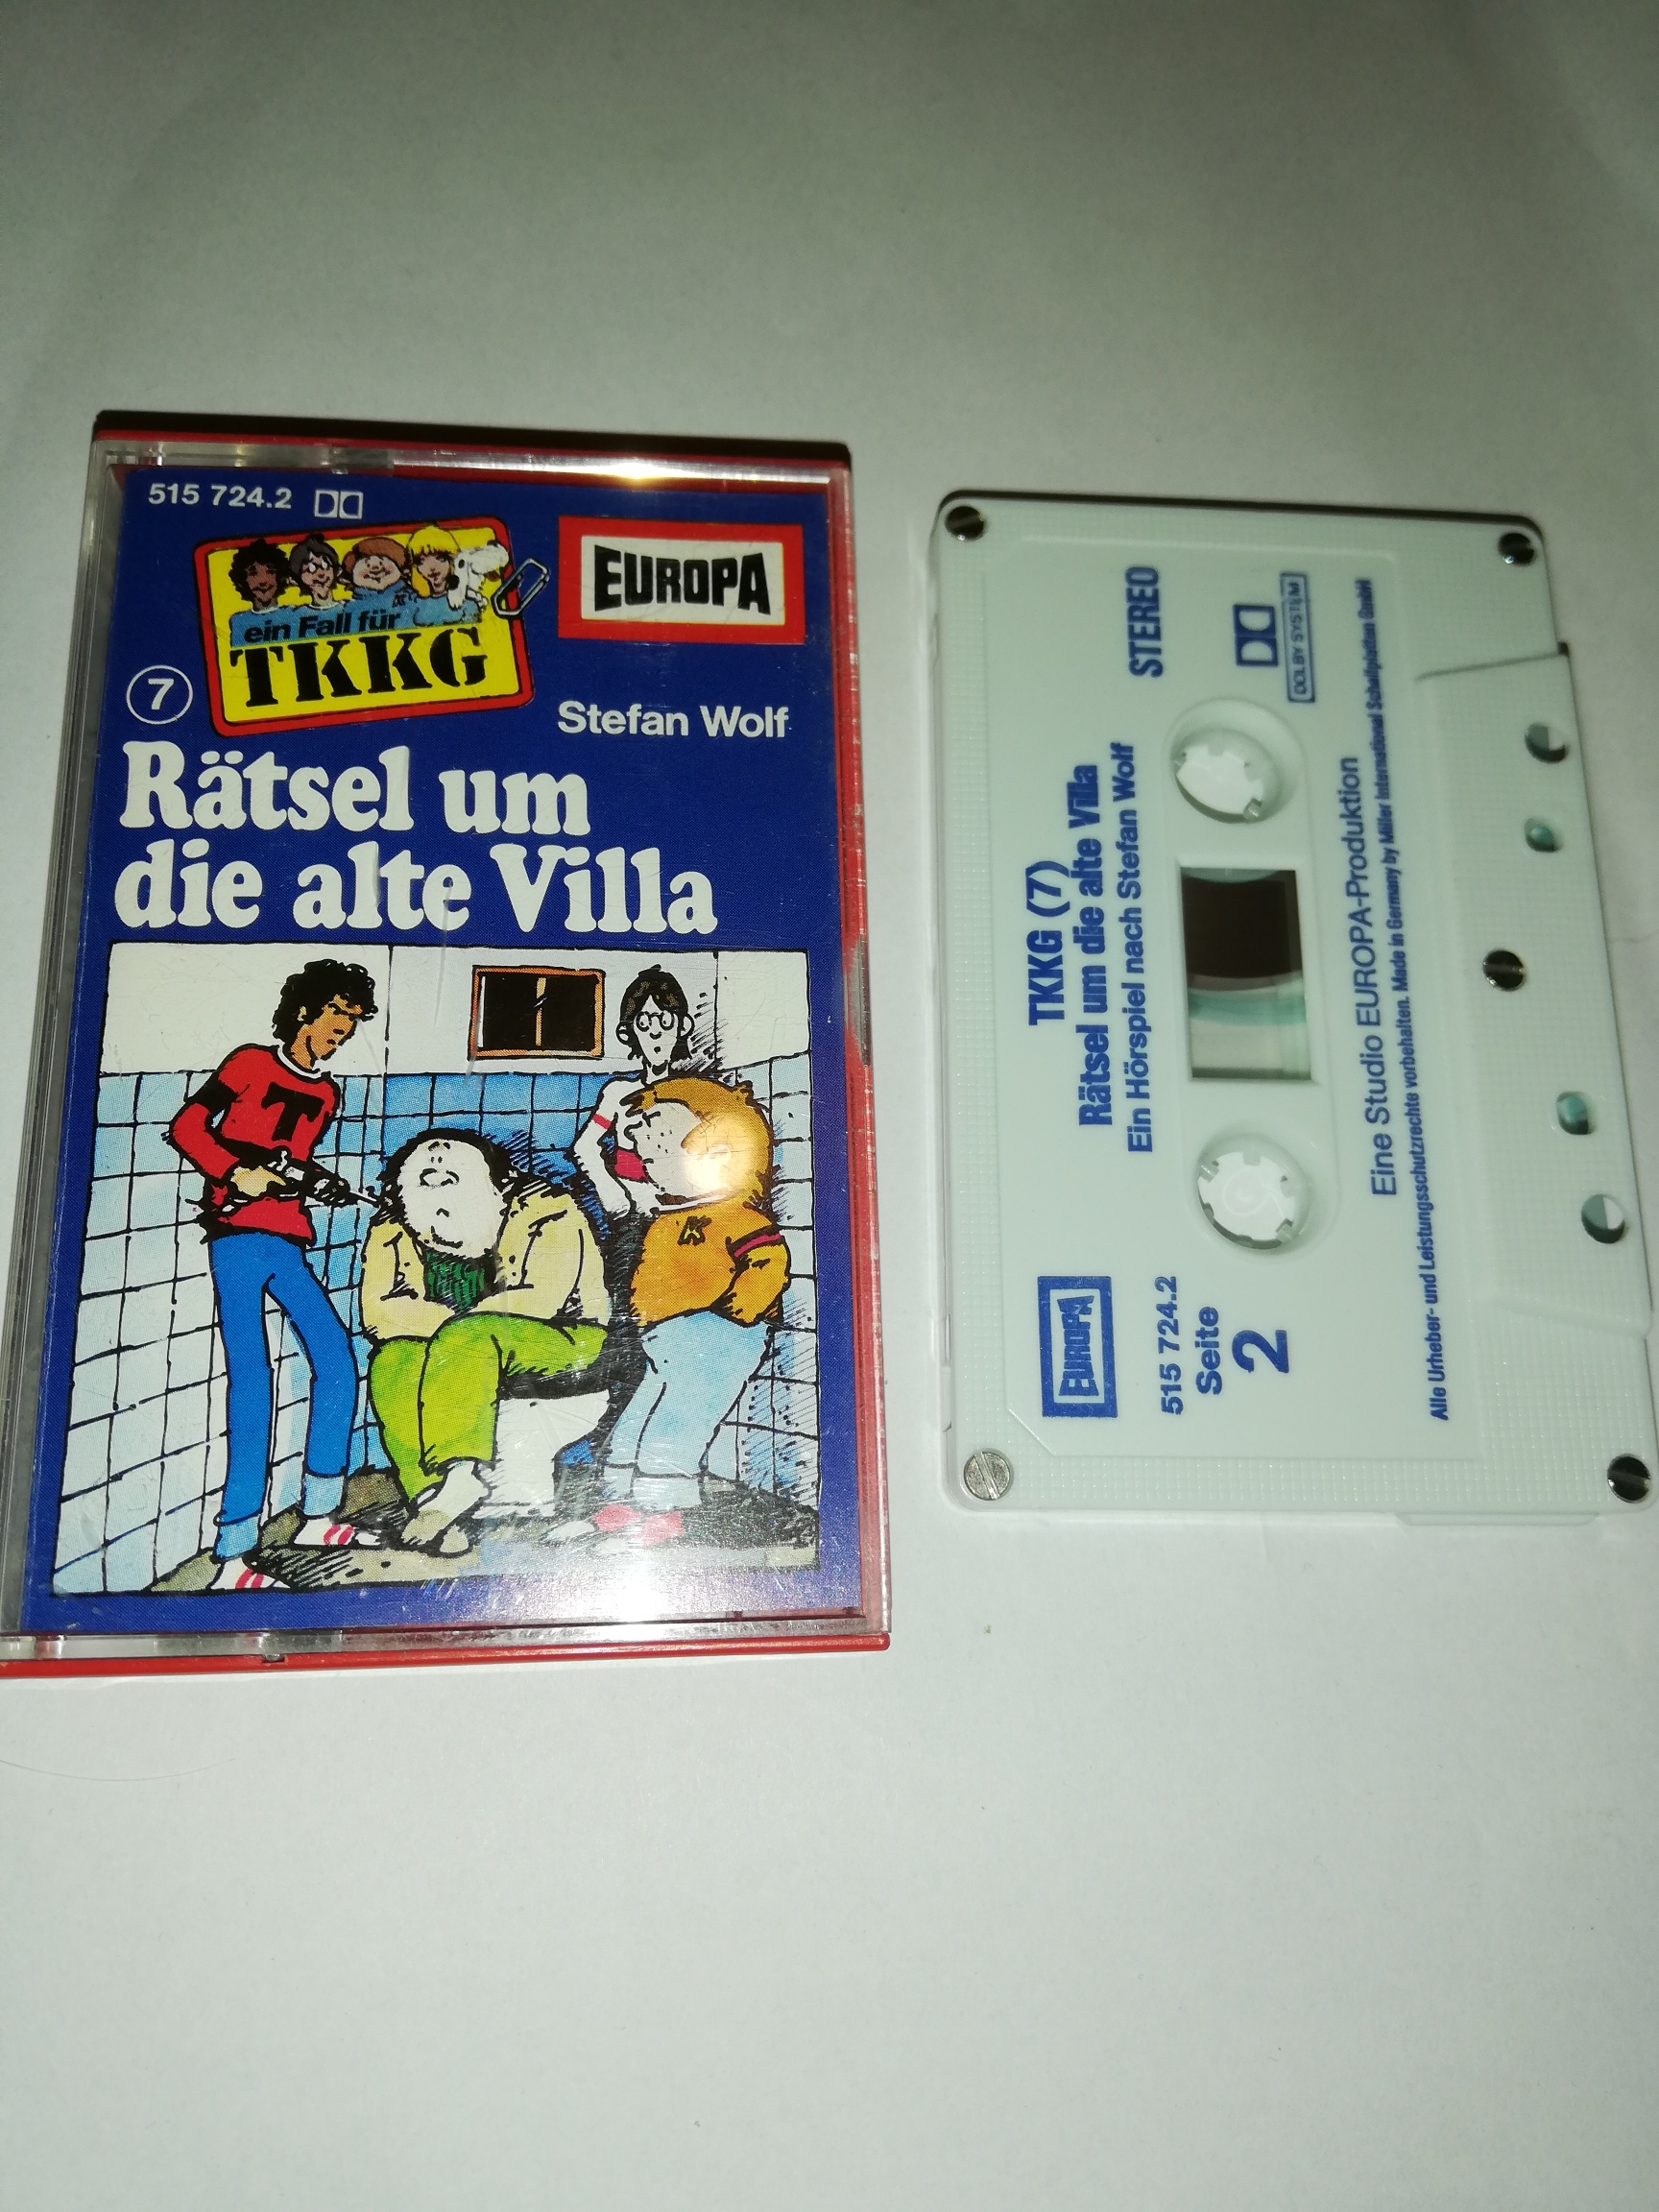 515 724.2
ein Fall für
TKKG
EUROPA
7
Stefan Wolf
Rätsel um
die alte Villa
T
K
TKKG (7)
Rätsel um die alte Villa
Ein Hörspiel nach Stefan Wolf
STEREO
DOLBY SYSTEM
EUROPA
515 724.2
Seite
2
Eine Studio EUROPA-Produktion
Alle Urheber- und Leistungsschutzrechte vorbehalten. Made in Germany by Miller International Schallplatten GmbH